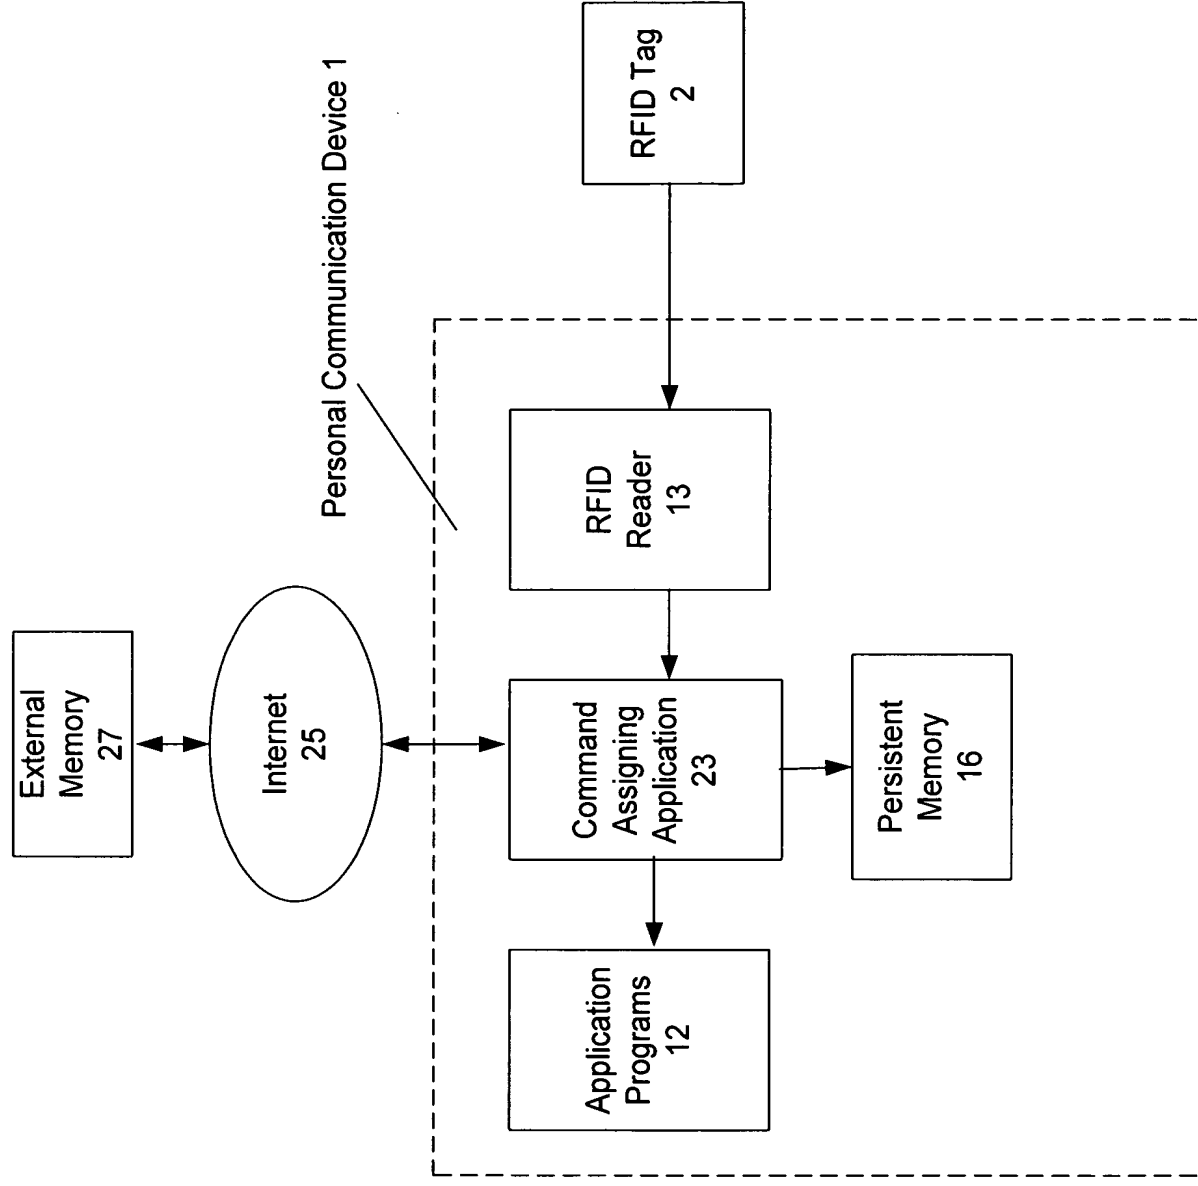 External
Memory
27
Internet
25
Personal Communication Device 1
Application
Programs
12
Command
Assigning
Application
23
RFID
Reader
13
RFID Tag
2
Persistent
Memory
16